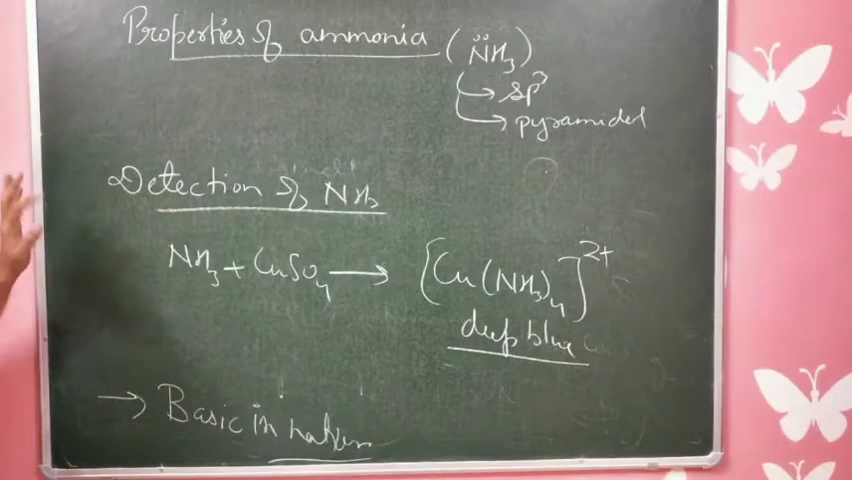 Properties of ammonia (N̈H₃)
→ sp³
→ pyramidal
Detection of NH₃
NH₃ + CuSO₄ ⟶ [Cu(NH₃)₄]²⁺
deep blue
→ Basic in nature